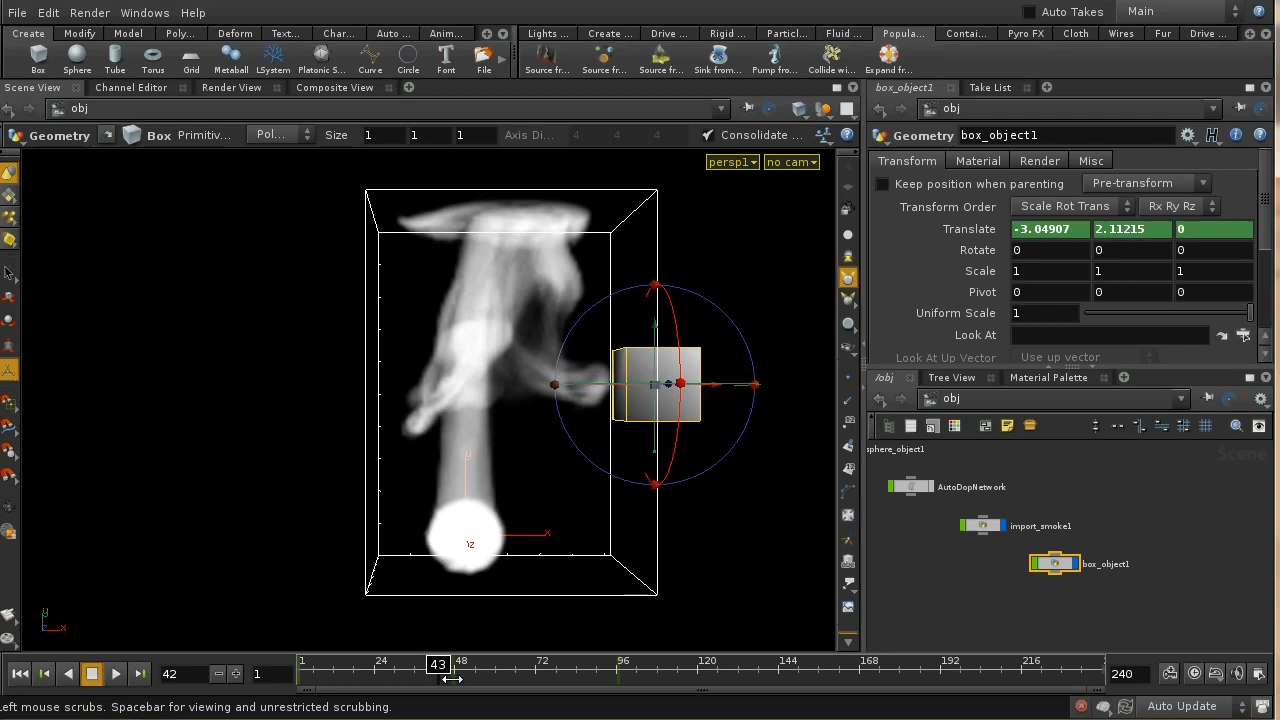 File Edit Render Windows Help Auto Takes Main
Create Modify Model Poly... Deform Text... Char... Auto ... Anim... Lights ... Create ... Drive ... Rigid ... Particl... Fluid ... Popula... Contai... Pyro FX Cloth Wires Fur Drive ...
Box Sphere Tube Torus Grid Metaball LSystem Platonic S... Curve Circle Font File Source fr... Source fr... Source fr... Sink from... Pump fro... Collide wi... Expand fr...
Scene View Channel Editor Render View Composite View box_object1 Take List
obj obj
Geometry Box Primitiv... Pol... Size 1 1 1 Axis Di... 4 4 4 Consolidate ... Geometry box_object1
persp1 no cam
Transform Material Render Misc
Keep position when parenting Pre-transform
Transform Order Scale Rot Trans Rx Ry Rz
Translate -3.04907 2.11215 0
Rotate 0 0 0
Scale 1 1 1
Pivot 0 0 0
Uniform Scale 1
Look At
Look At Up Vector Use up vector
/obj Tree View Material Palette
obj
sphere_object1
Scene
AutoDopNetwork
import_smoke1
box_object1
y
x
z
y
z x
42 1 1 24 43 48 72 96 120 144 168 192 216 240
Left mouse scrubs. Spacebar for viewing and unrestricted scrubbing. Auto Update